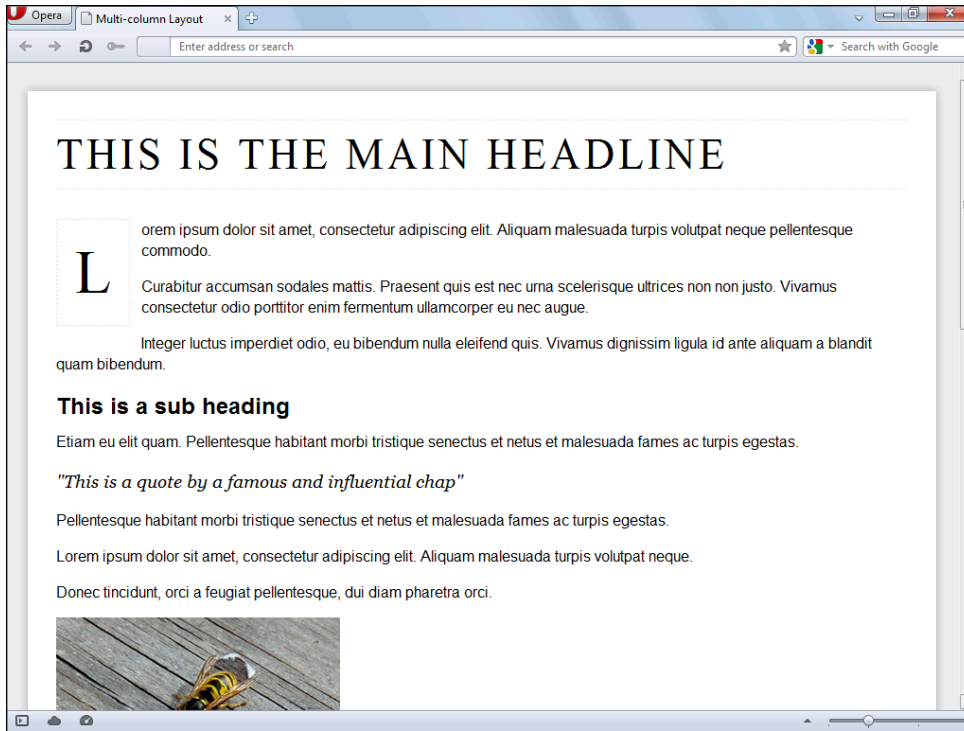 Opera
Multi-column Layout
Enter address or search
Search with Google
THIS IS THE MAIN HEADLINE
L
orem ipsum dolor sit amet, consectetur adipiscing elit. Aliquam malesuada turpis volutpat neque pellentesque
commodo.
Curabitur accumsan sodales mattis. Praesent quis est nec urna scelerisque ultrices non non justo. Vivamus
consectetur odio porttitor enim fermentum ullamcorper eu nec augue.
Integer luctus imperdiet odio, eu bibendum nulla eleifend quis. Vivamus dignissim ligula id ante aliquam a blandit
quam bibendum.
This is a sub heading
Etiam eu elit quam. Pellentesque habitant morbi tristique senectus et netus et malesuada fames ac turpis egestas.
"This is a quote by a famous and influential chap"
Pellentesque habitant morbi tristique senectus et netus et malesuada fames ac turpis egestas.
Lorem ipsum dolor sit amet, consectetur adipiscing elit. Aliquam malesuada turpis volutpat neque.
Donec tincidunt, orci a feugiat pellentesque, dui diam pharetra orci.